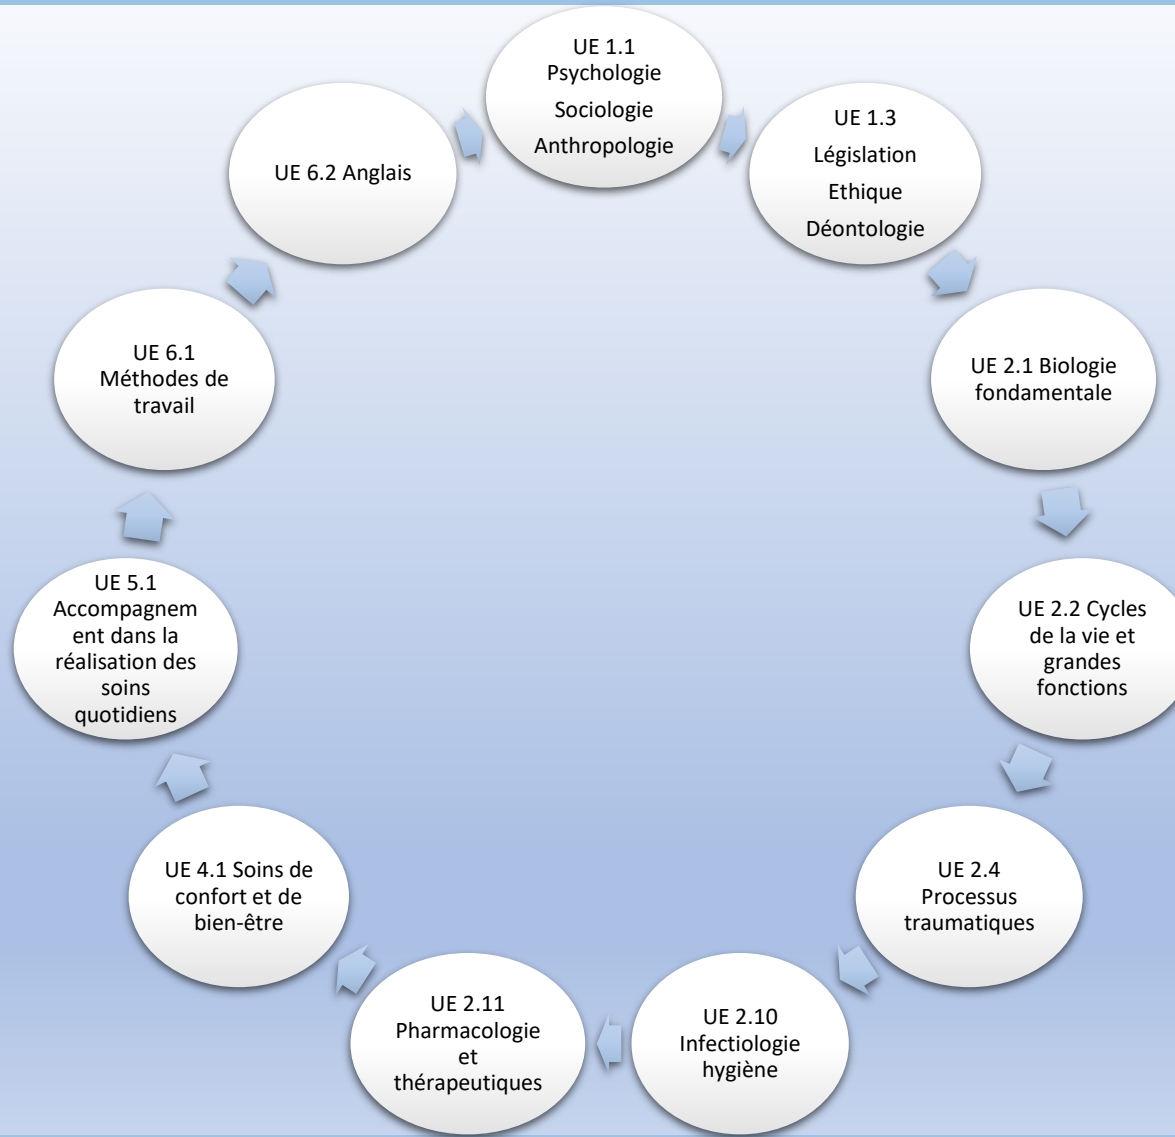 UE 1.1
Psychologie
Sociologie
Anthropologie
UE 1.3
Législation
Ethique
Déontologie
UE 2.1 Biologie
fondamentale
UE 2.2 Cycles
de la vie et
grandes
fonctions
UE 2.4
Processus
traumatiques
UE 2.10
Infectiologie
hygiène
UE 2.11
Pharmacologie
et
thérapeutiques
UE 4.1 Soins de
confort et de
bien-être
UE 5.1
Accompagnem
ent dans la
réalisation des
soins
quotidiens
UE 6.1
Méthodes de
travail
UE 6.2 Anglais